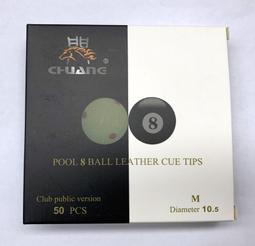 CHUANG®
8
POOL 8 BALL LEATHER CUE TIPS
Club public version
50 PCS
M
Diameter 10.5